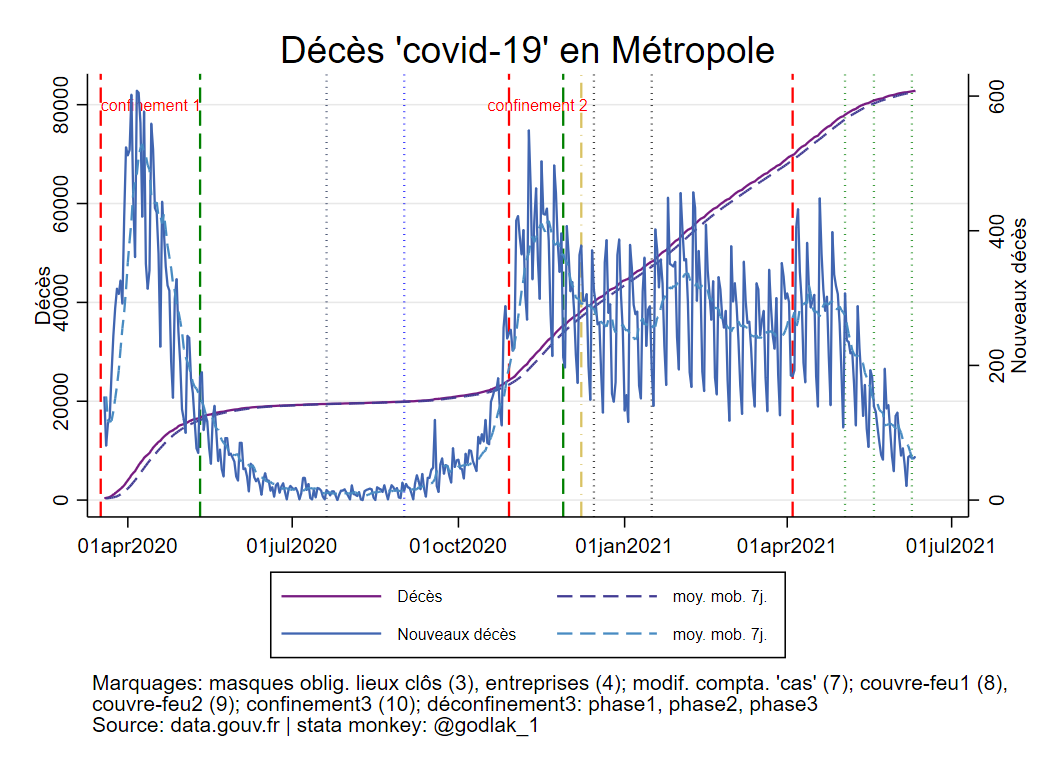 Décès 'covid-19' en Métropole
confinement 1
confinement 2
Décès
0
20000
40000
60000
80000
Nouveaux décès
0
200
400
600
01apr2020
01jul2020
01oct2020
01jan2021
01apr2021
01jul2021
Décès
moy. mob. 7j.
Nouveaux décès
moy. mob. 7j.
Marquages: masques oblig. lieux clôs (3), entreprises (4); modif. compta. 'cas' (7); couvre-feu1 (8),
couvre-feu2 (9); confinement3 (10); déconfinement3: phase1, phase2, phase3
Source: data.gouv.fr | stata monkey: @godlak_1